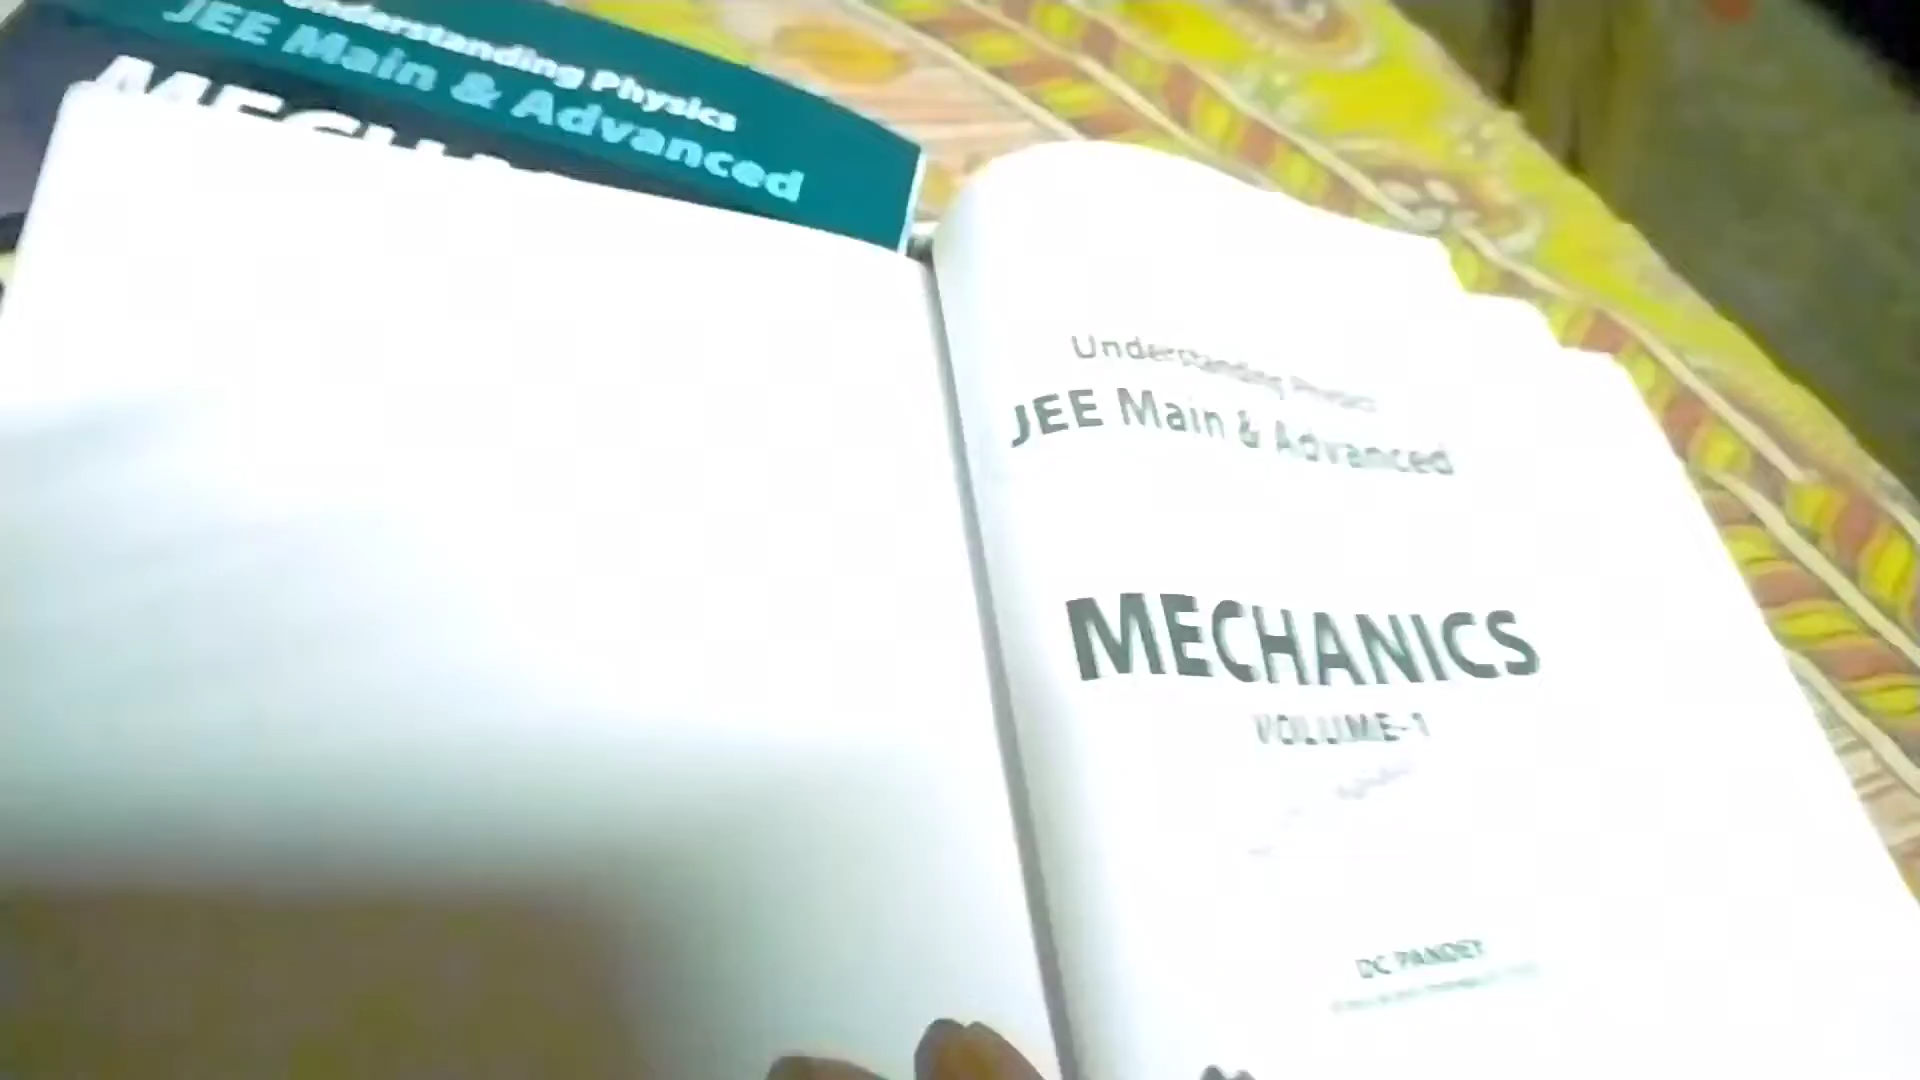 Understanding Physics
JEE Main & Advanced
Understanding Physics
JEE Main & Advanced
MECHANICS
VOLUME-1
DC PANDEY